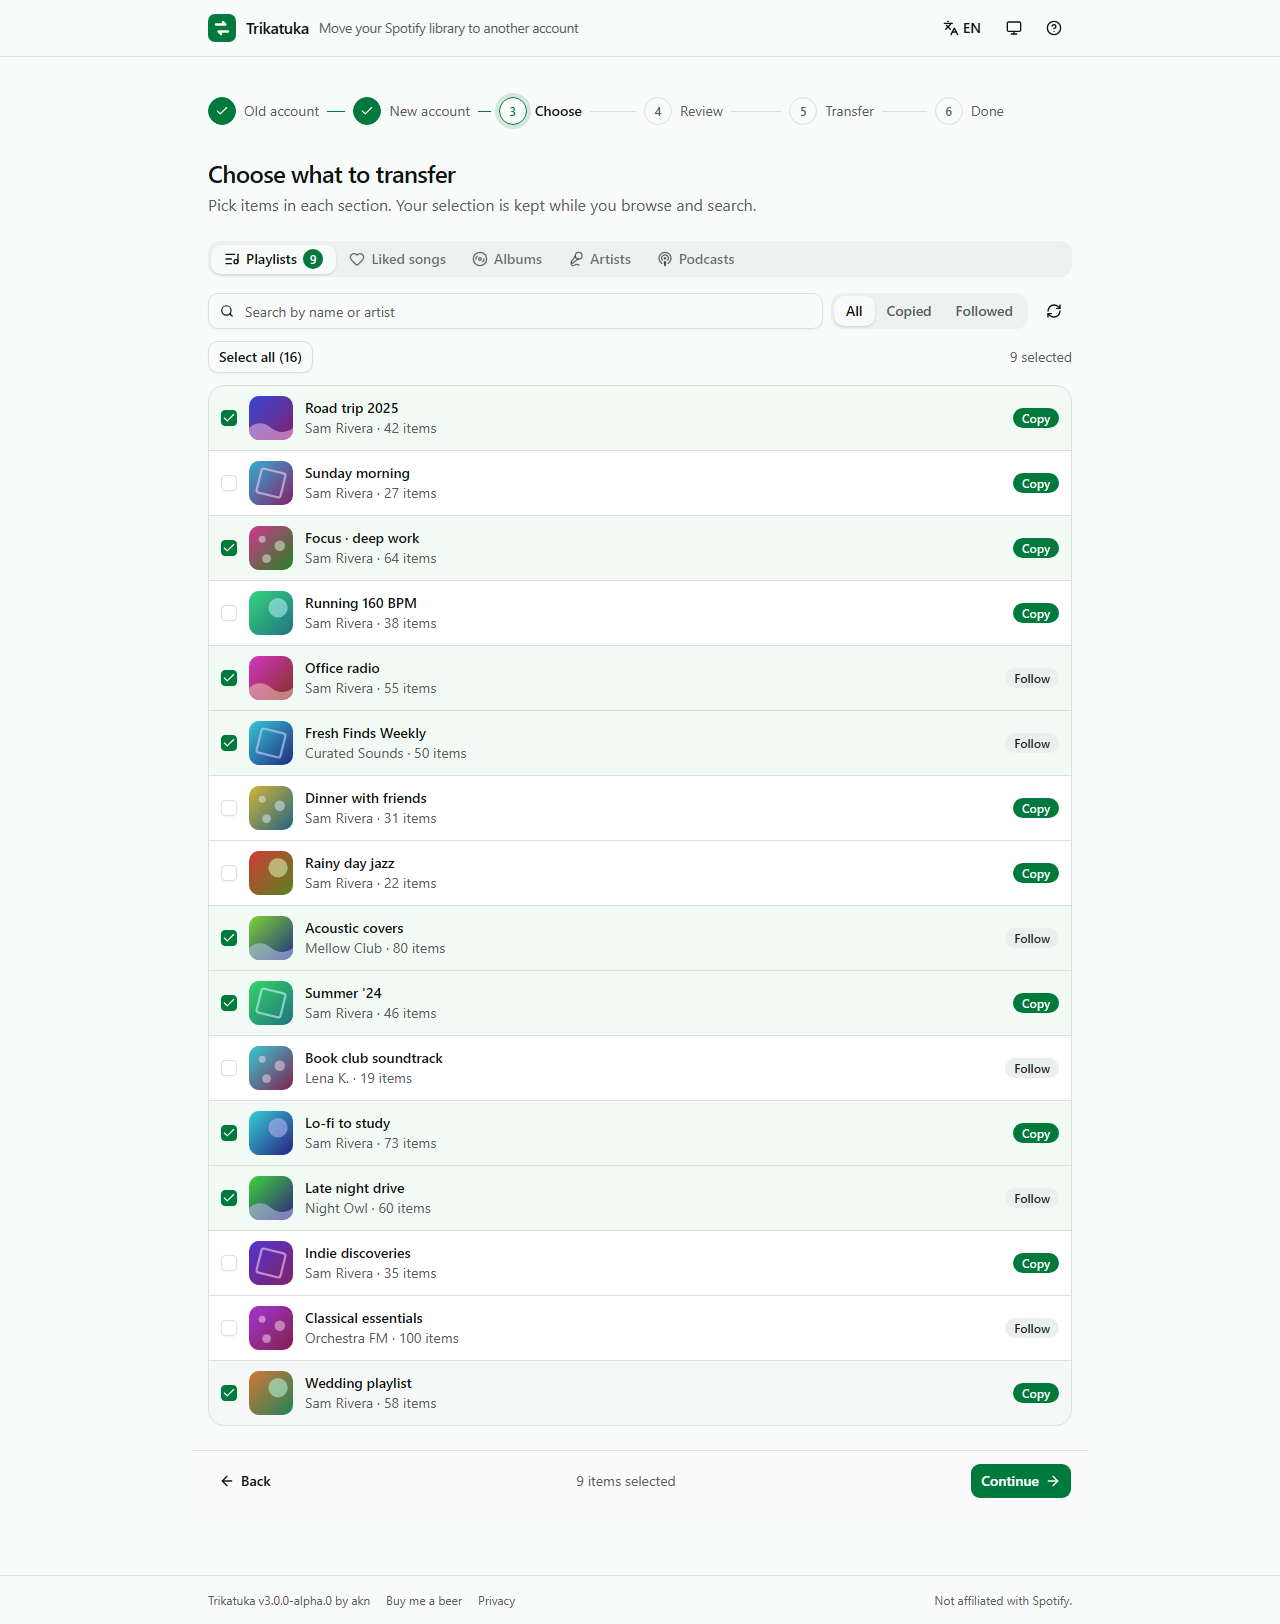 Trikatuka Move your Spotify library to another account EN
Old account New account 3 Choose 4 Review 5 Transfer 6 Done
Choose what to transfer
Pick items in each section. Your selection is kept while you browse and search.
Playlists 9 Liked songs Albums Artists Podcasts
Search by name or artist All Copied Followed
Select all (16) 9 selected
Road trip 2025
Sam Rivera · 42 items Copy
Sunday morning
Sam Rivera · 27 items Copy
Focus · deep work
Sam Rivera · 64 items Copy
Running 160 BPM
Sam Rivera · 38 items Copy
Office radio
Sam Rivera · 55 items Follow
Fresh Finds Weekly
Curated Sounds · 50 items Follow
Dinner with friends
Sam Rivera · 31 items Copy
Rainy day jazz
Sam Rivera · 22 items Copy
Acoustic covers
Mellow Club · 80 items Follow
Summer '24
Sam Rivera · 46 items Copy
Book club soundtrack
Lena K. · 19 items Follow
Lo-fi to study
Sam Rivera · 73 items Copy
Late night drive
Night Owl · 60 items Follow
Indie discoveries
Sam Rivera · 35 items Copy
Classical essentials
Orchestra FM · 100 items Follow
Wedding playlist
Sam Rivera · 58 items Copy
Back 9 items selected Continue
Trikatuka v3.0.0-alpha.0 by akn Buy me a beer Privacy Not affiliated with Spotify.